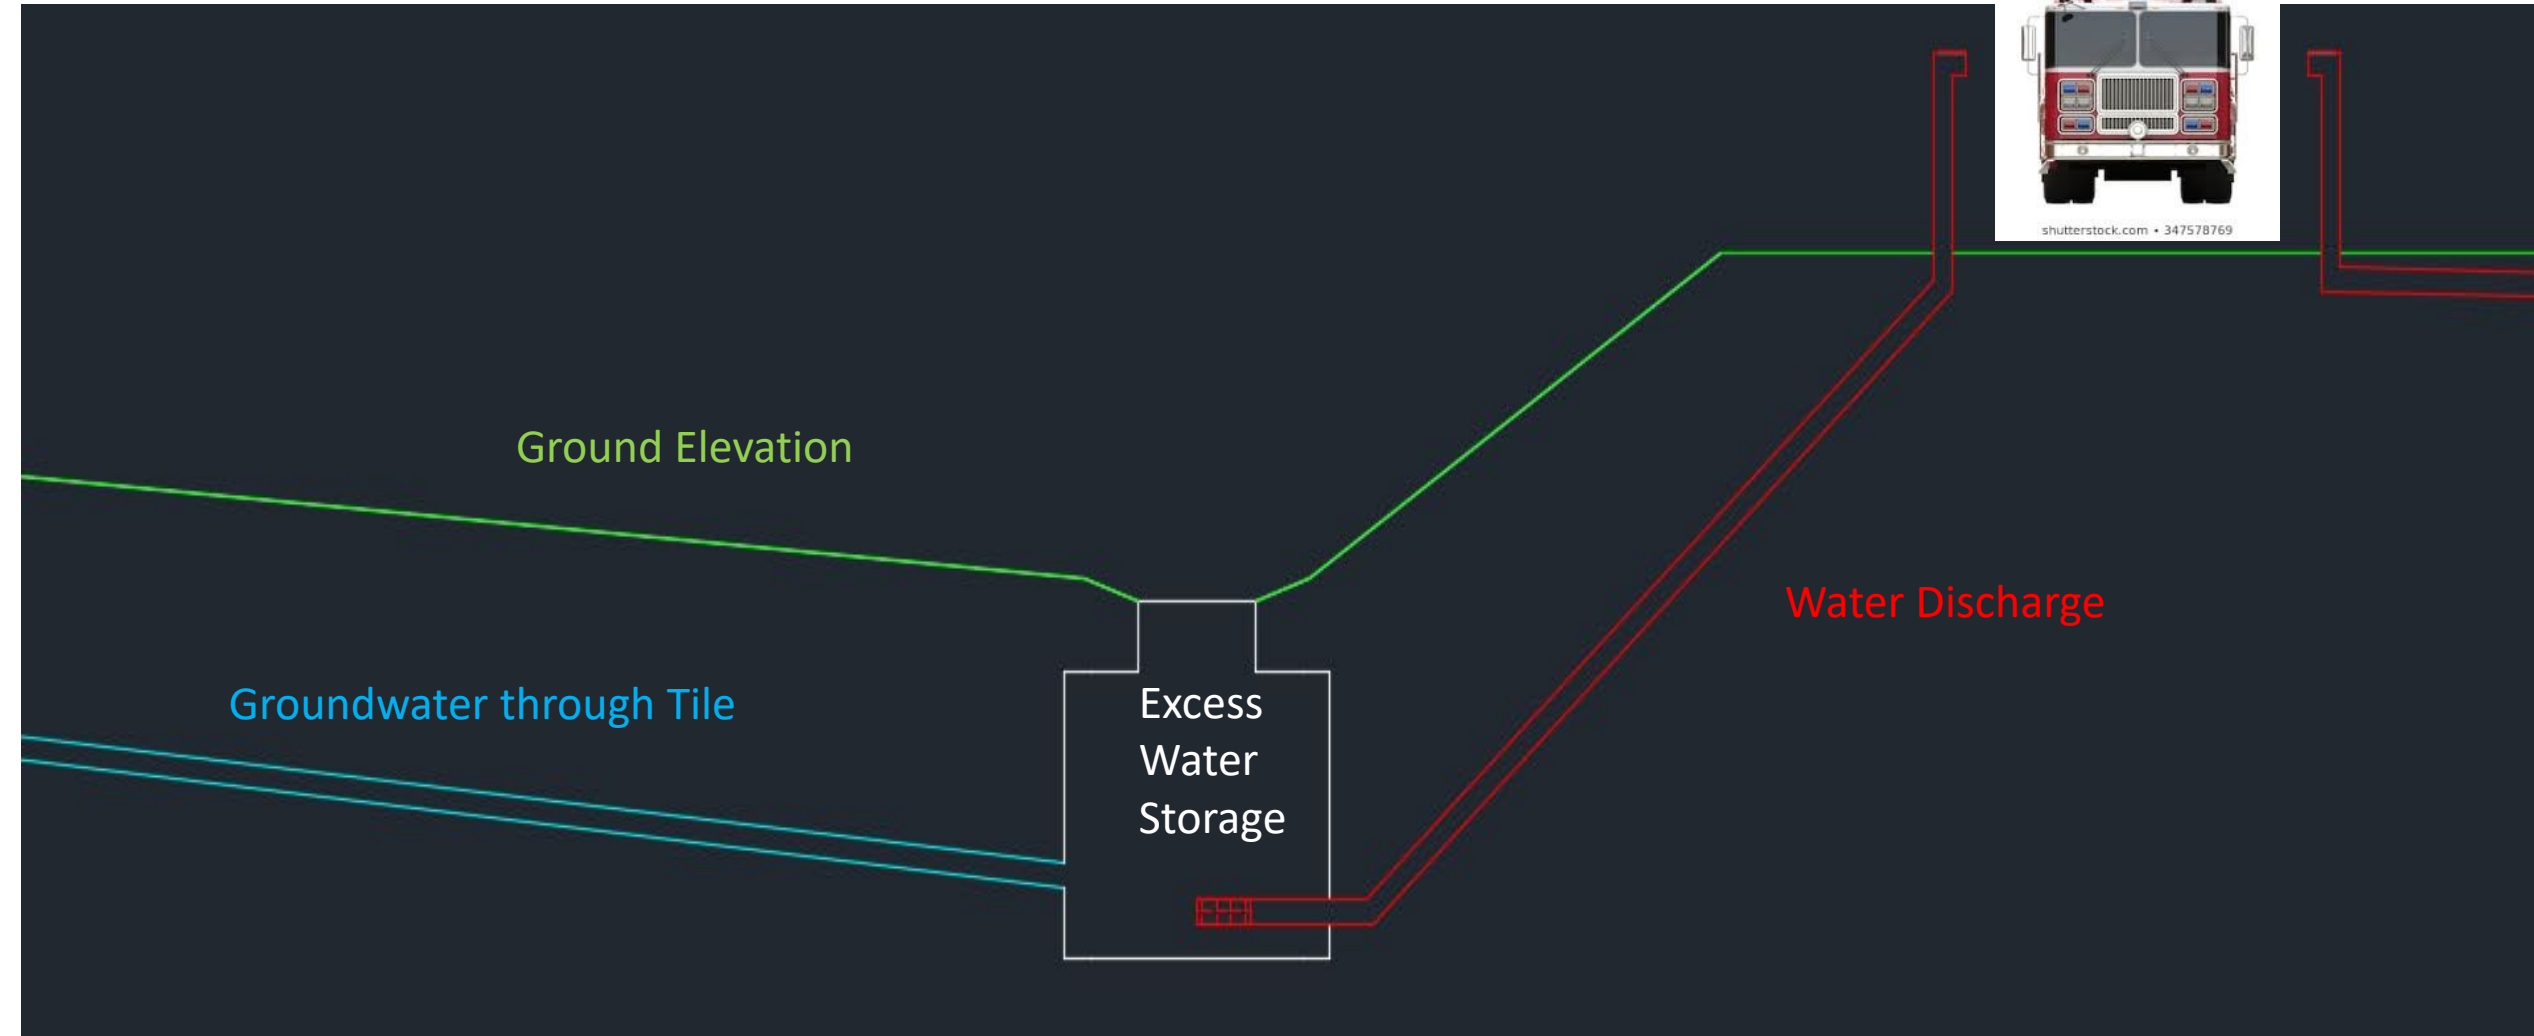 shutterstock.com • 347578769
Ground Elevation
Water Discharge
Groundwater through Tile
Excess
Water
Storage